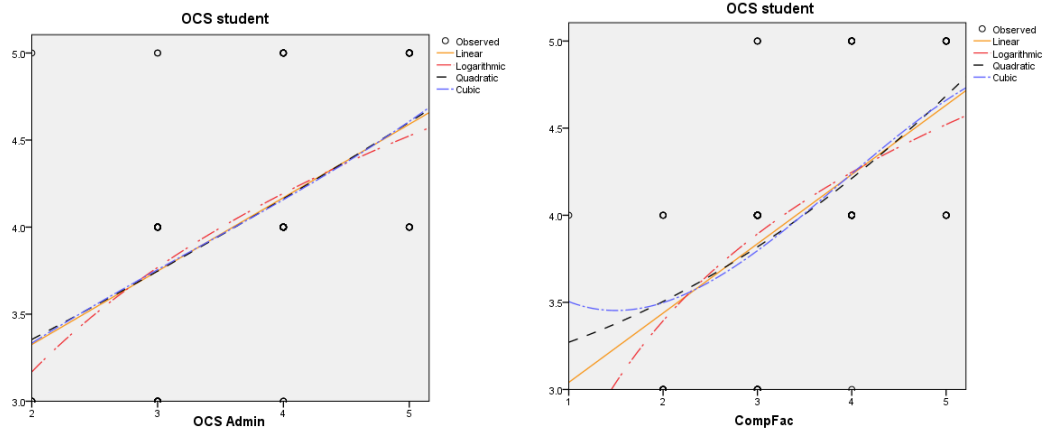 OCS student
5.0
4.5
4.0
3.5
3.0
2
3
4
5
OCS Admin
Observed
Linear
Logarithmic
Quadratic
Cubic
OCS student
5.0
4.5
4.0
3.5
3.0
1
2
3
4
5
CompFac
Observed
Linear
Logarithmic
Quadratic
Cubic